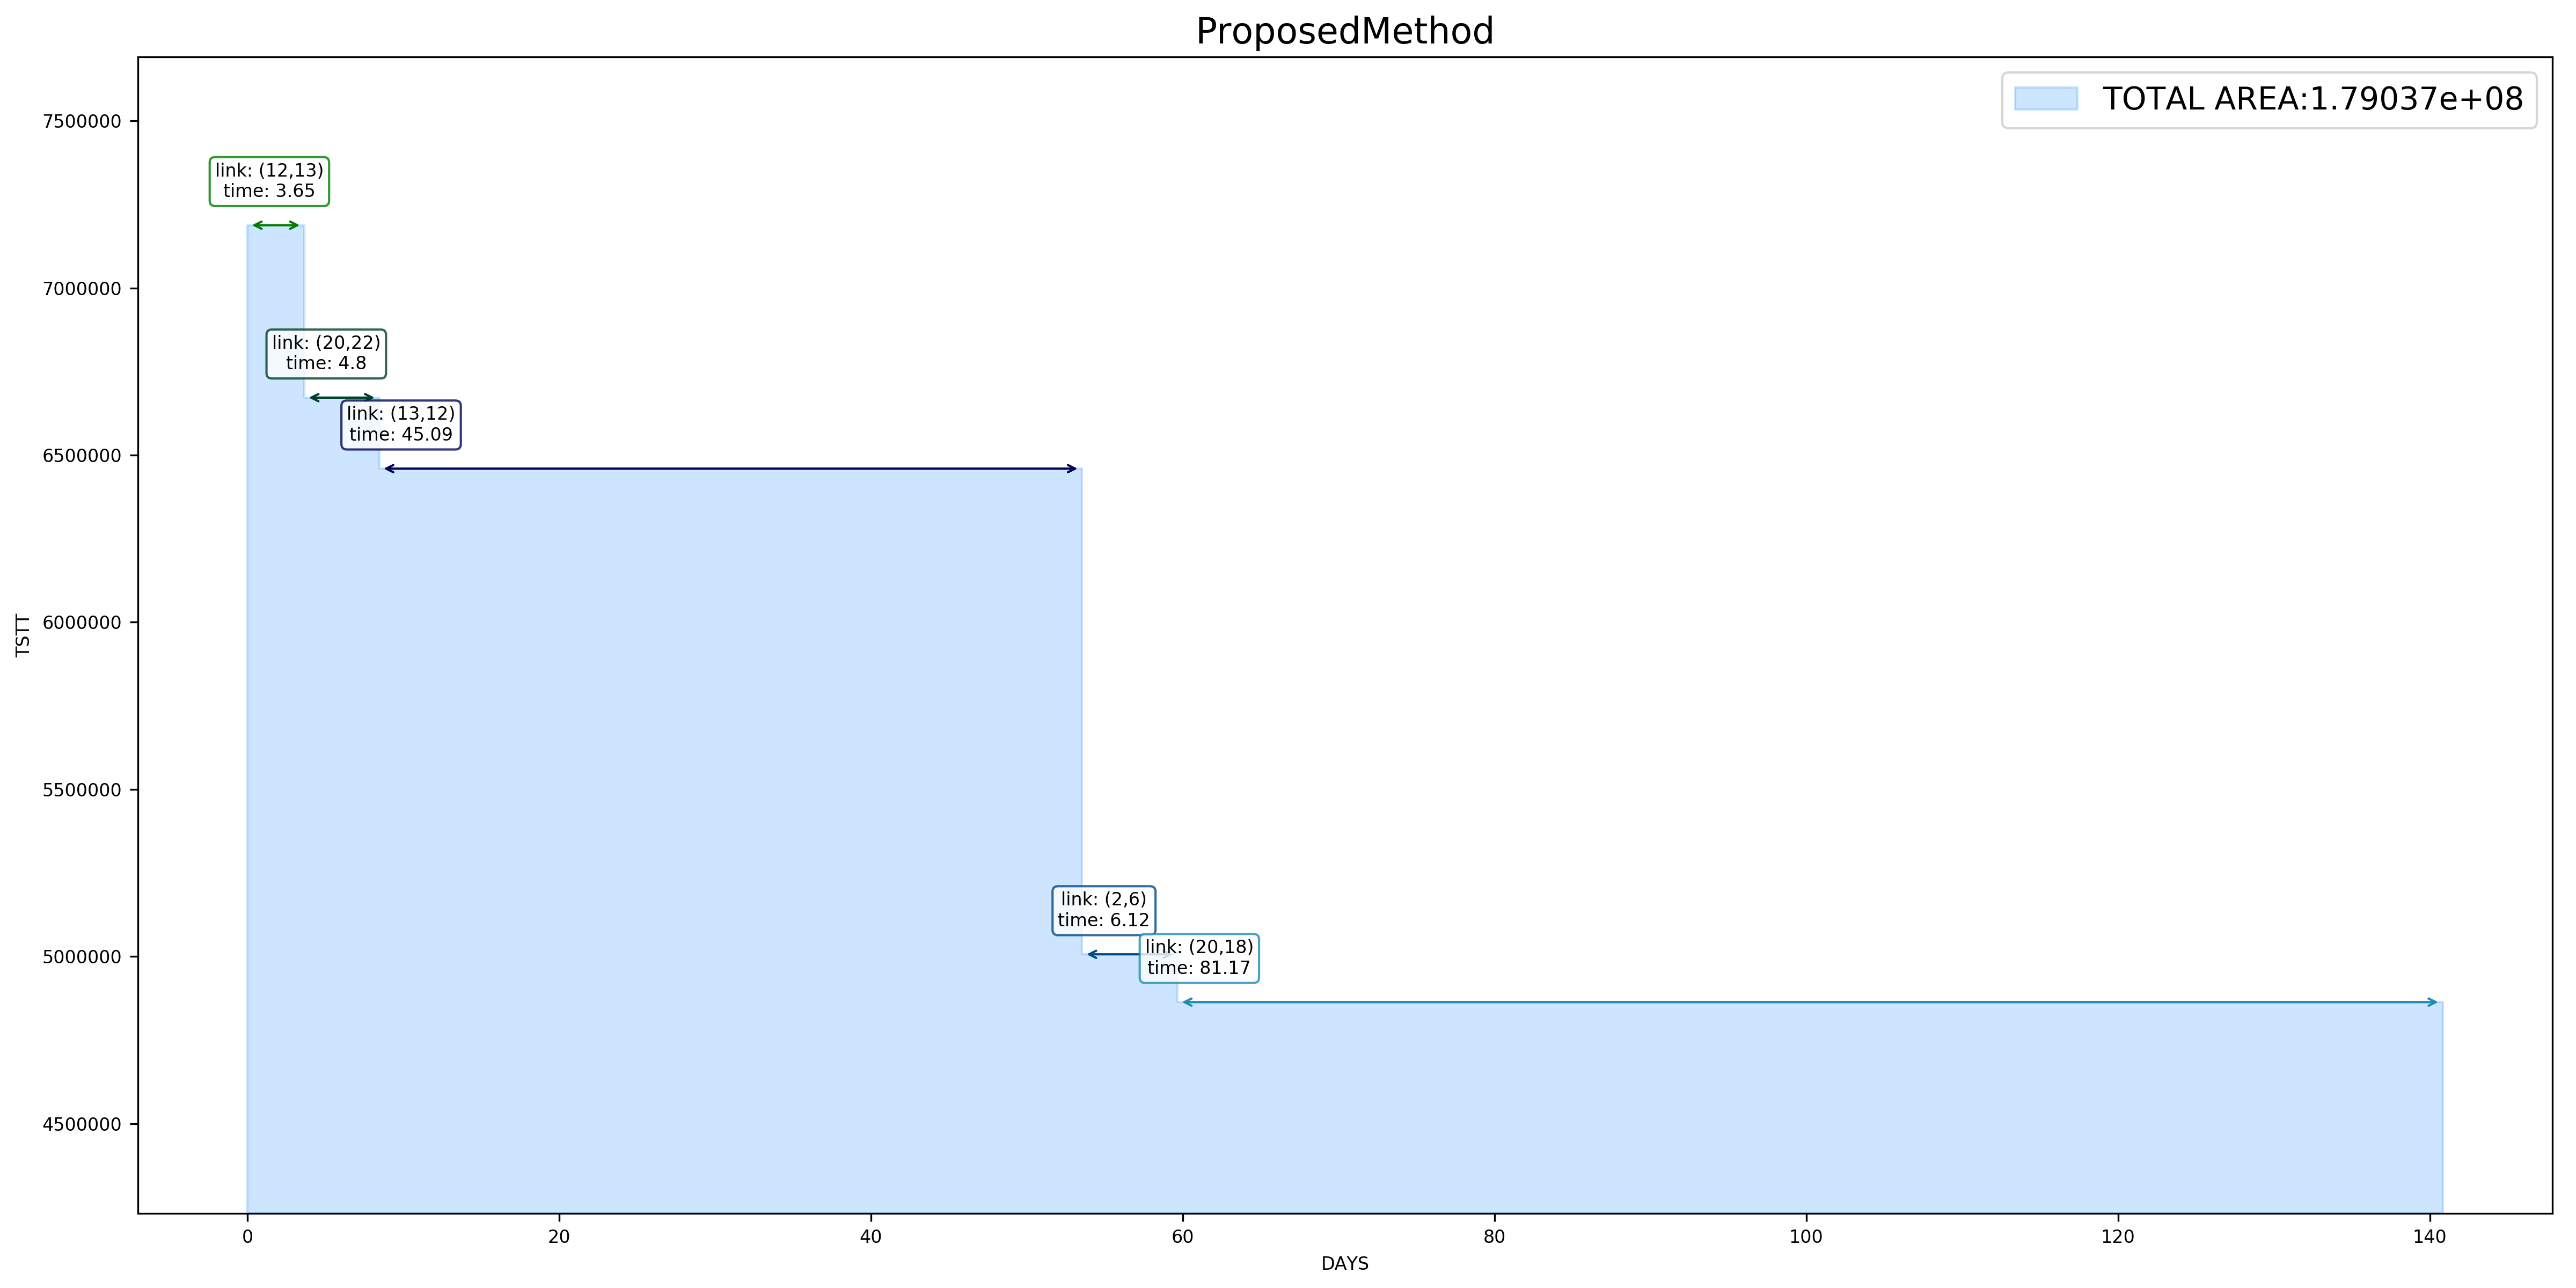 ProposedMethod
TOTAL AREA:1.79037e+08
7500000
7000000
6500000
6000000
5500000
5000000
4500000
TSTT
link: (12,13)
time: 3.65
link: (20,22)
time: 4.8
link: (13,12)
time: 45.09
link: (2,6)
time: 6.12
link: (20,18)
time: 81.17
0 20 40 60 80 100 120 140
DAYS